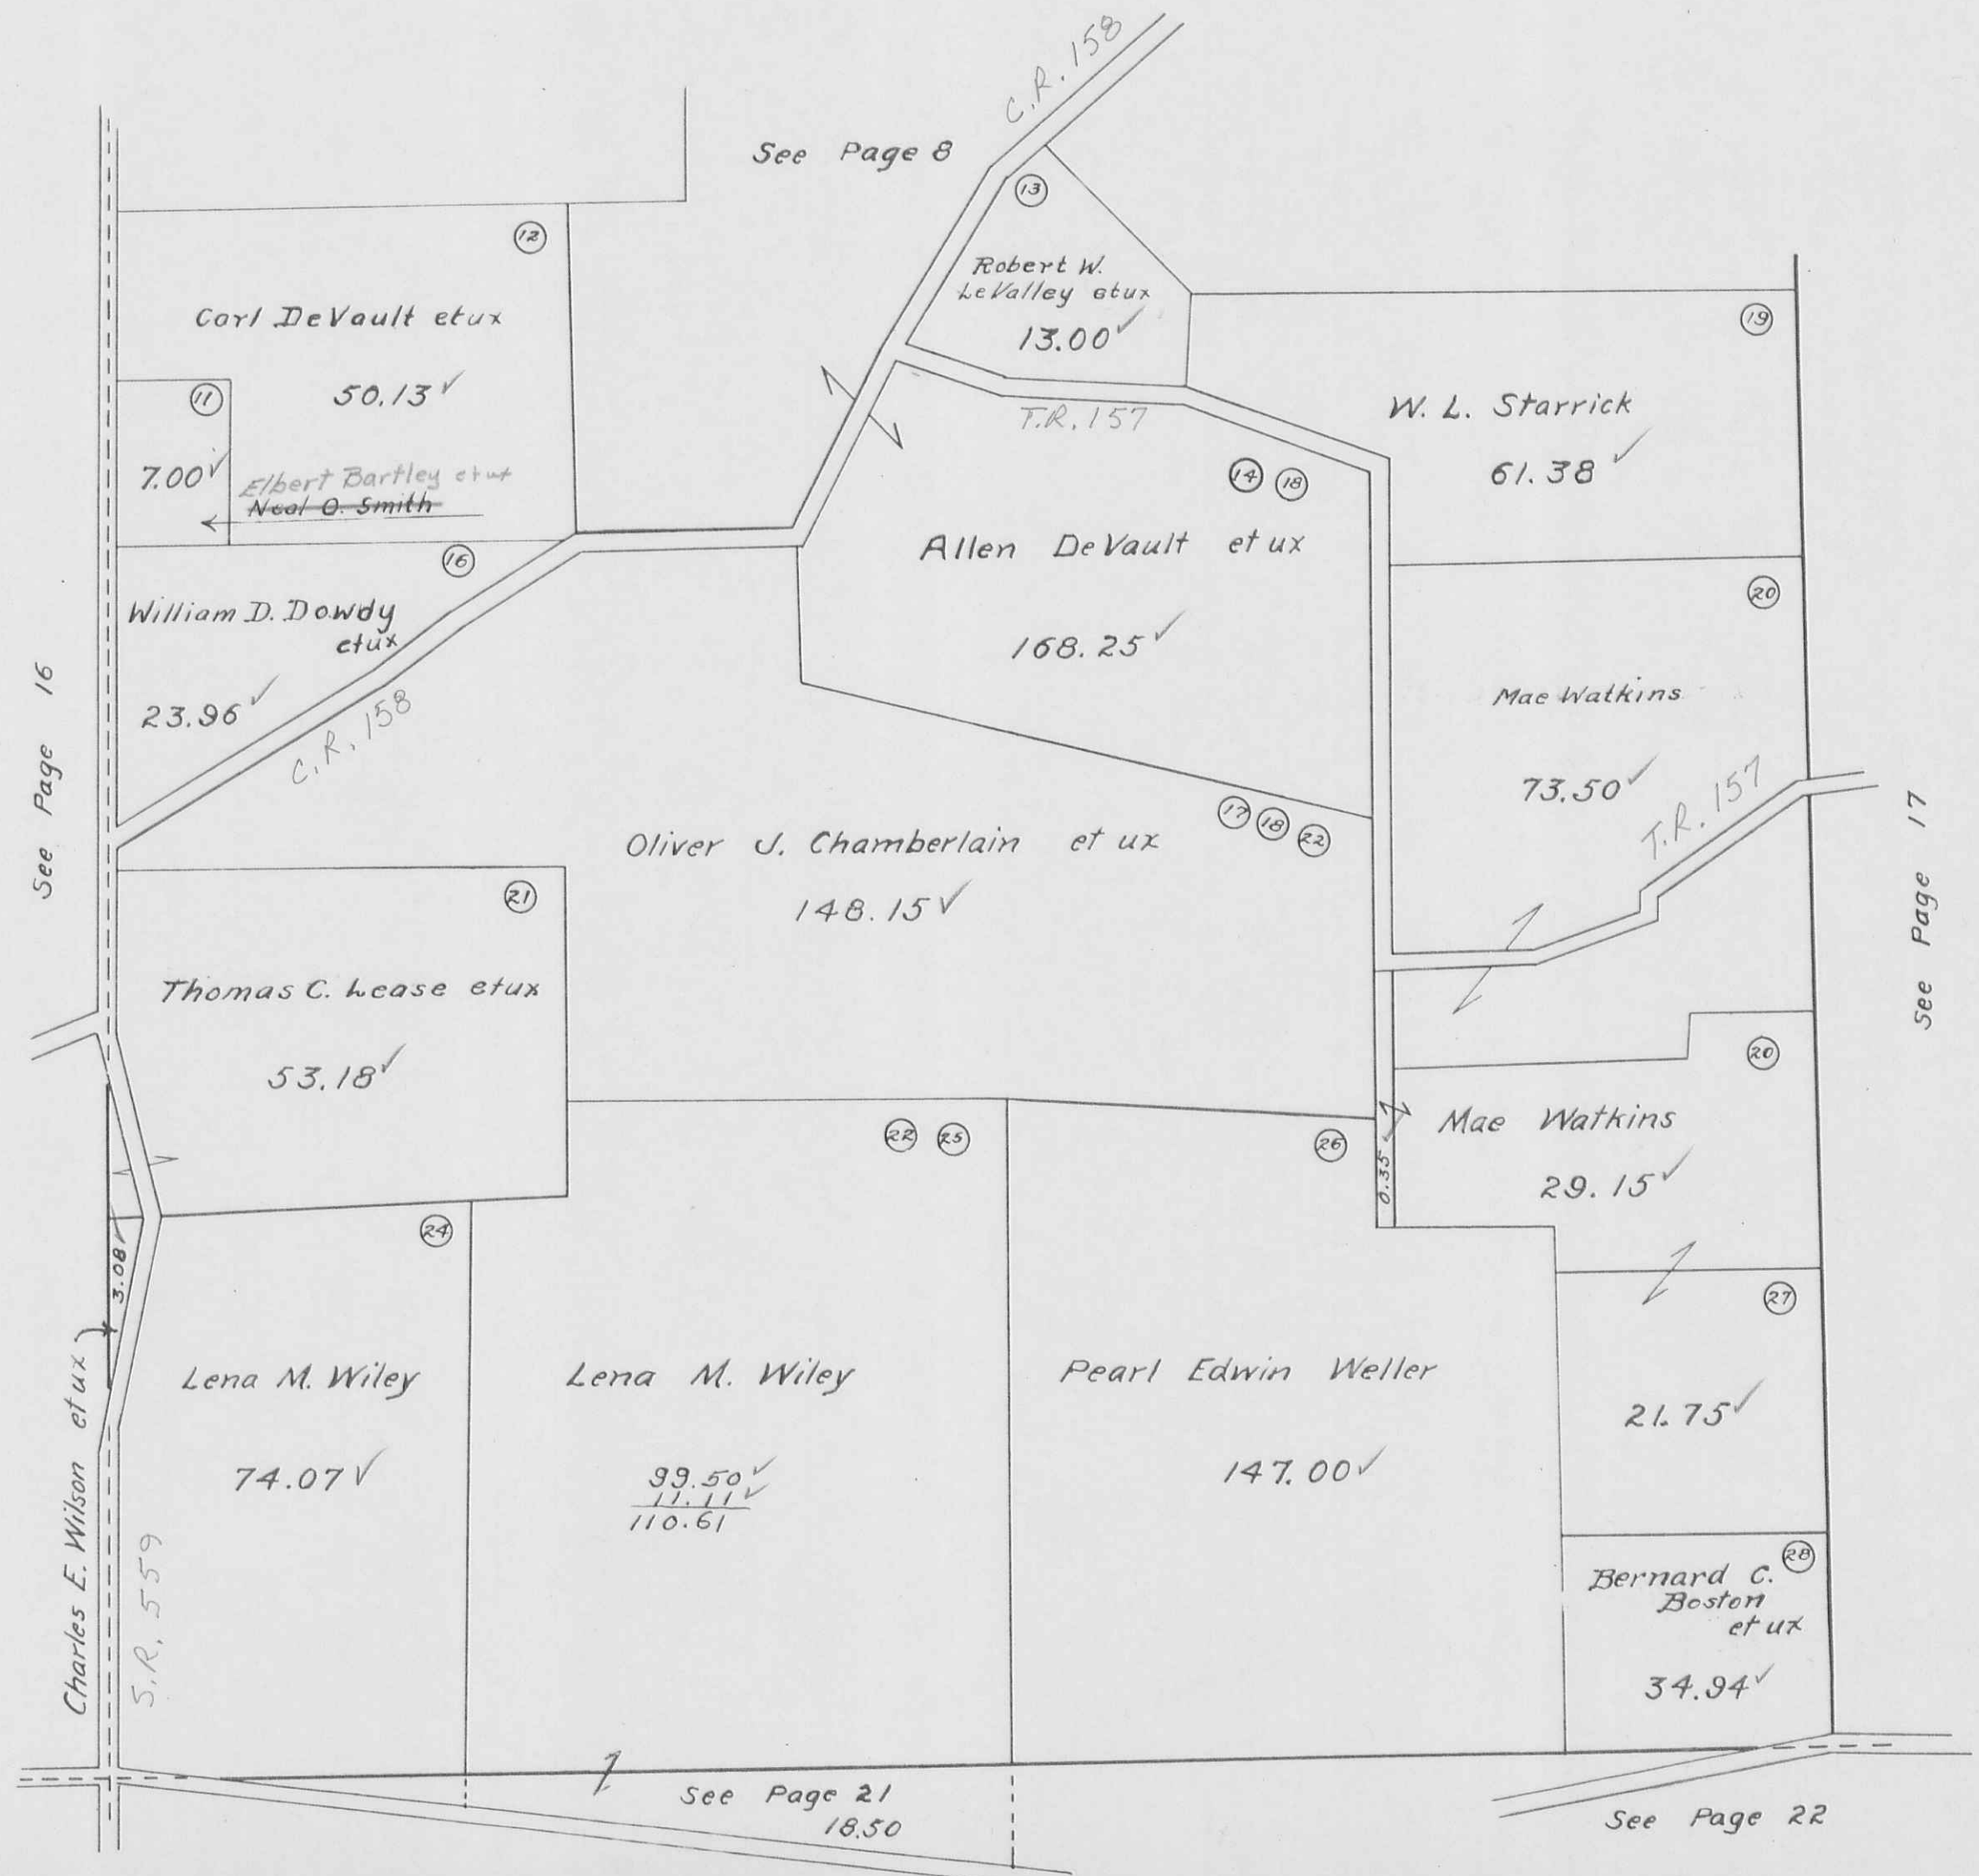 C.R. 158
See Page 8
13
12
Robert W.
LeValley etux
13.00✓
Carl DeVault etux
50.13✓
19
11
7.00✓
W. L. Starrick
61.38✓
T.R. 157
Elbert Bartley etux
Neal O. Smith
14 18
Allen DeVault et ux
168.25✓
16
William D. Dowdy
etux
23.96✓
C.R. 158
20
Mae Watkins
73.50✓
T.R. 157
See Page 16
See Page 17
17 18 22
Oliver J. Chamberlain et ux
148.15✓
21
Thomas C. Lease etux
53.18✓
20
Mae Watkins
29.15✓
22 25
26
0.35
24
3.08✓
27
21.75✓
Lena M. Wiley
74.07✓
Lena M. Wiley
99.50✓
11.11✓
110.61
Pearl Edwin Weller
147.00✓
Charles E. Wilson et ux
S.R. 559
28
Bernard C.
Boston
et ux
34.94✓
See Page 21
18.50
See Page 22